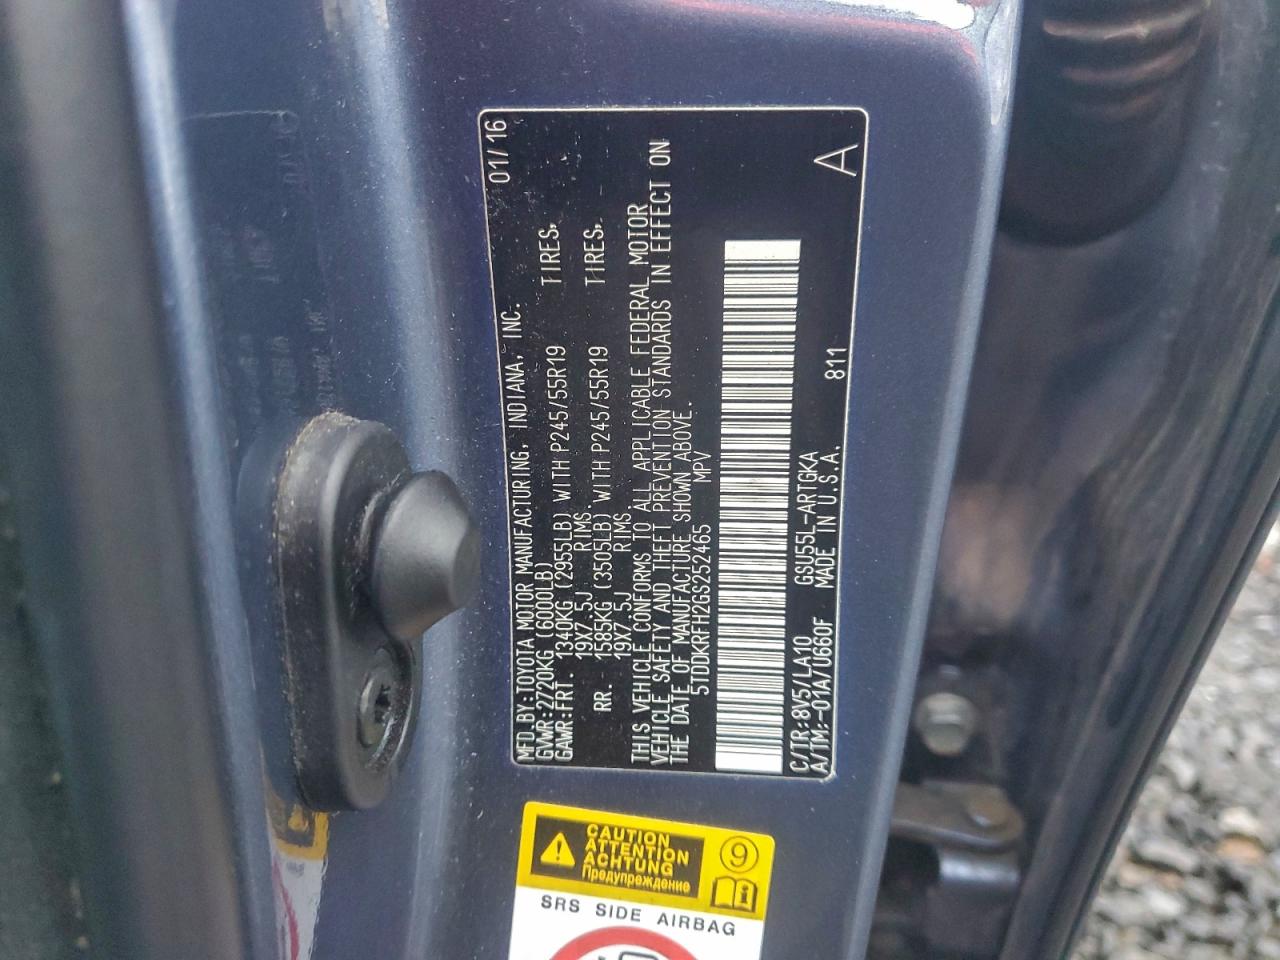 MFD.BY:TOYOTA MOTOR MANUFACTURING, INDIANA, INC. 01/16
GVWR:2720KG (6000LB)
GAWR:FRT. 1340KG (2955LB) WITH P245/55R19 TIRES,
19X7.5J RIMS.
RR. 1585KG (3505LB) WITH P245/55R19 TIRES,
19X7.5J RIMS.
THIS VEHICLE CONFORMS TO ALL APPLICABLE FEDERAL MOTOR
VEHICLE SAFETY AND THEFT PREVENTION STANDARDS IN EFFECT ON
THE DATE OF MANUFACTURE SHOWN ABOVE.
5TDDKRFH2GS252465 MPV
C/TR:8V5/LA10 GSU55L-ARTGKA
A/TM:-01A/U660F MADE IN U.S.A. 811 A
CAUTION
ATTENTION
ACHTUNG
Предупреждение
9
SRS SIDE AIRBAG